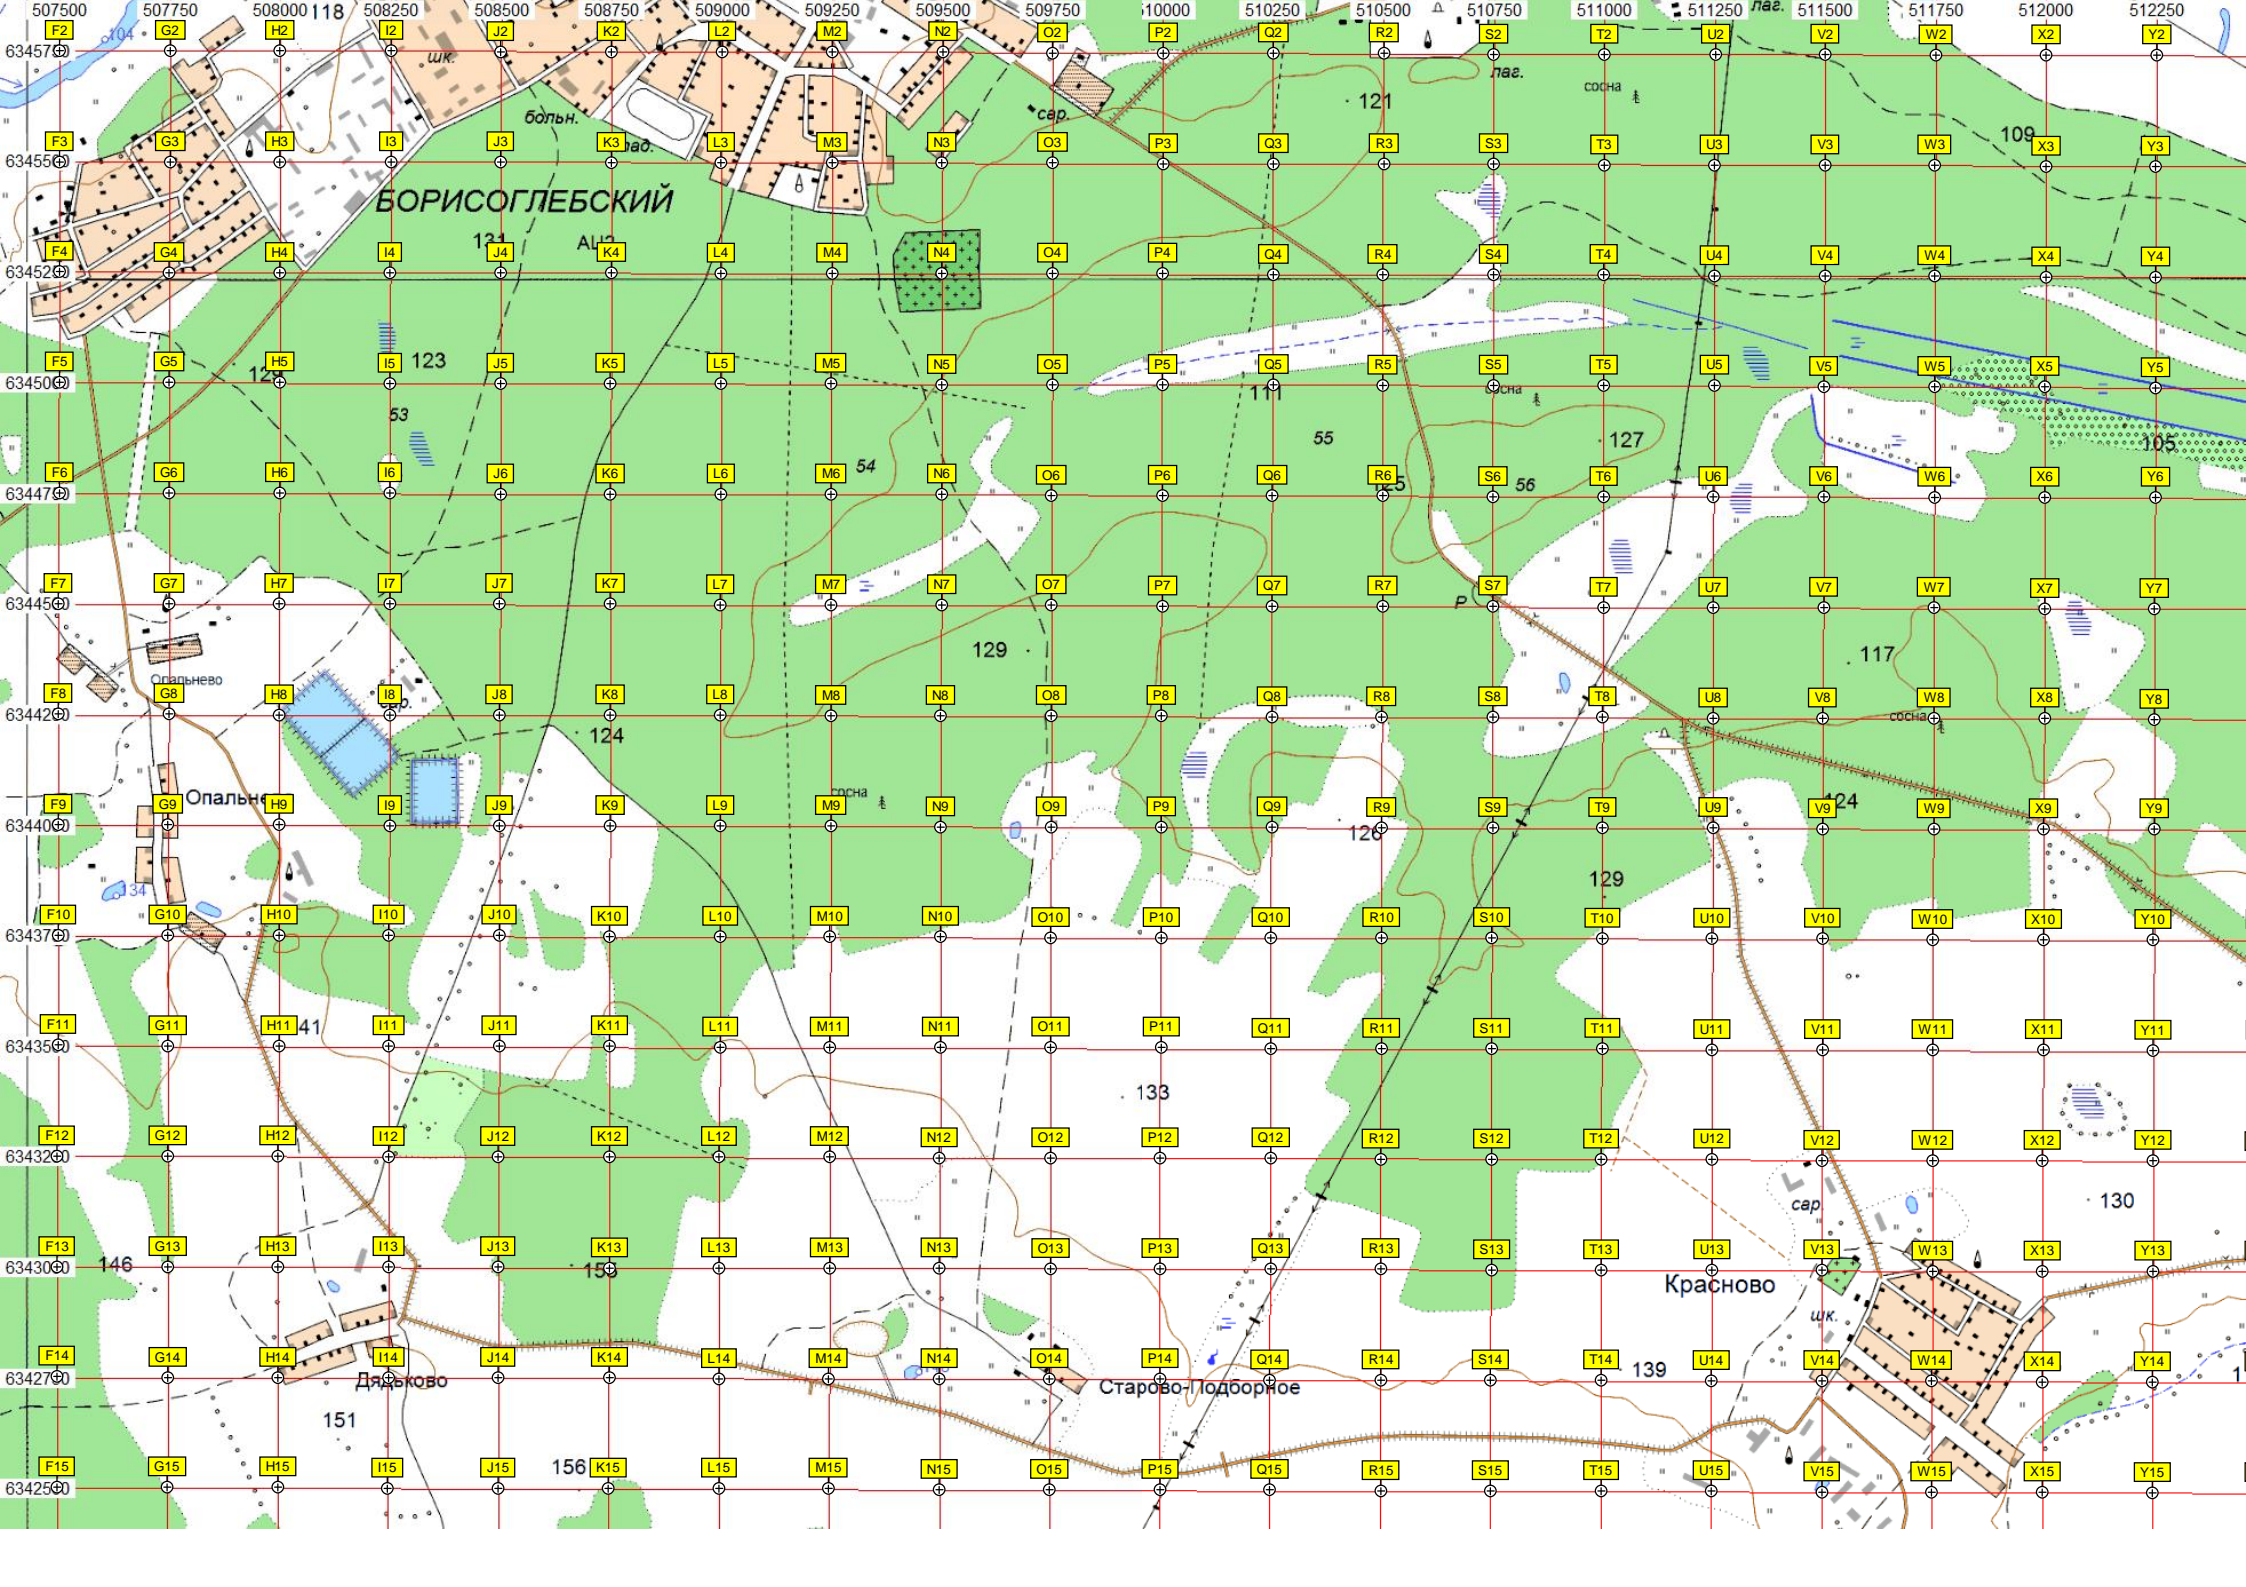 507500 507750 508000 118 508250 508500 508750 509000 509250 509500 509750 510000 510250 510500 510750 511000 511250 лаг. 511500 511750 512000 512250
104
F2 G2 H2 I2 J2 K2 L2 M2 N2 O2 P2 Q2 R2 S2 T2 U2 V2 W2 X2 Y2
шк.
лаг.
сосна
121
больн.
сар.
109
F3 G3 H3 I3 J3 K3 L3 M3 N3 O3 P3 Q3 R3 S3 T3 U3 V3 W3 X3 Y3
БОРИСОГЛЕБСКИЙ
131
F4 G4 H4 I4 J4 K4 L4 M4 N4 O4 P4 Q4 R4 S4 T4 U4 V4 W4 X4 Y4
123
F5 G5 H5 I5 J5 K5 L5 M5 N5 O5 P5 Q5 R5 S5 T5 U5 V5 W5 X5 Y5
111
сосна
53
55
127
105
54
F6 G6 H6 I6 J6 K6 L6 M6 N6 O6 P6 Q6 R6 S6 56 T6 U6 V6 W6 X6 Y6
F7 G7 H7 I7 J7 K7 L7 M7 N7 O7 P7 Q7 R7 S7 T7 U7 V7 W7 X7 Y7
Р
129
117
Опальнево
F8 G8 H8 I8 J8 K8 L8 M8 N8 O8 P8 Q8 R8 S8 T8 U8 V8 W8 X8 Y8
сар.
сосна
124
сосна
F9 G9 H9 I9 J9 K9 L9 M9 N9 O9 P9 Q9 R9 S9 T9 U9 V9 124 W9 X9 Y9
126
129
134
F10 G10 H10 I10 J10 K10 L10 M10 N10 O10 P10 Q10 R10 S10 T10 U10 V10 W10 X10 Y10
F11 G11 H11 41 I11 J11 K11 L11 M11 N11 O11 P11 Q11 R11 S11 T11 U11 V11 W11 X11 Y11
133
F12 G12 H12 I12 J12 K12 L12 M12 N12 O12 P12 Q12 R12 S12 T12 U12 V12 W12 X12 Y12
сар.
130
F13 G13 H13 I13 J13 K13 L13 M13 N13 O13 P13 Q13 R13 S13 T13 U13 V13 W13 X13 Y13
146
Красново
шк.
F14 G14 H14 I14 J14 K14 L14 M14 N14 O14 P14 Q14 R14 S14 T14 139 U14 V14 W14 X14 Y14
Дядьково
Старово-Подборное
151
F15 G15 H15 I15 J15 156 K15 L15 M15 N15 O15 P15 Q15 R15 S15 T15 U15 V15 W15 X15 Y15